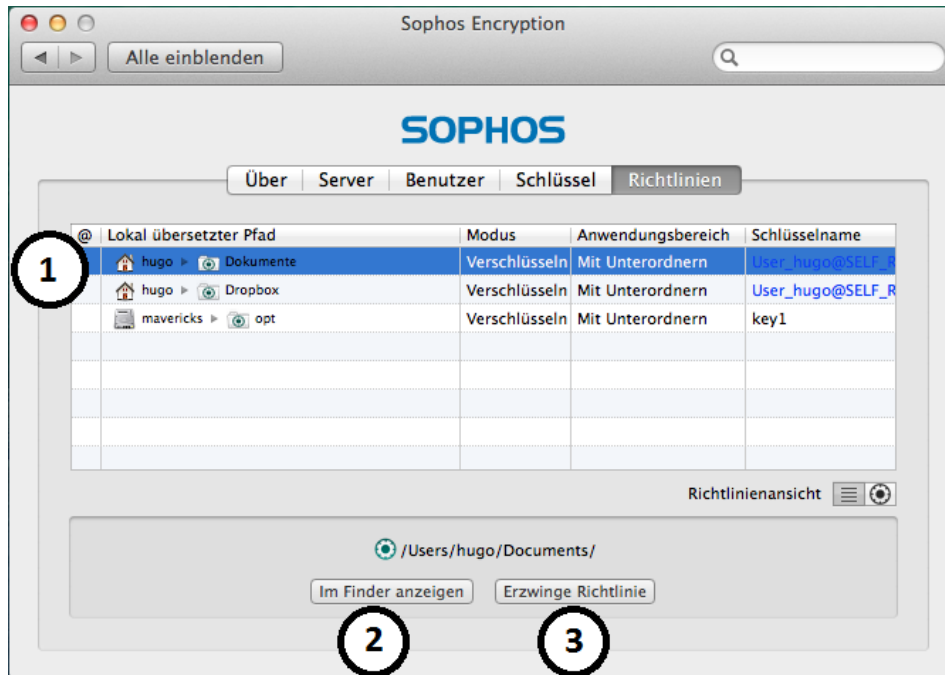 Sophos Encryption
Alle einblenden
SOPHOS
Über Server Benutzer Schlüssel Richtlinien
@ Lokal übersetzter Pfad Modus Anwendungsbereich Schlüsselname
1
hugo Dokumente Verschlüsseln Mit Unterordnern User_hugo@SELF_R
hugo Dropbox Verschlüsseln Mit Unterordnern User_hugo@SELF_R
mavericks opt Verschlüsseln Mit Unterordnern key1
Richtlinienansicht
/Users/hugo/Documents/
Im Finder anzeigen Erzwinge Richtlinie
2 3